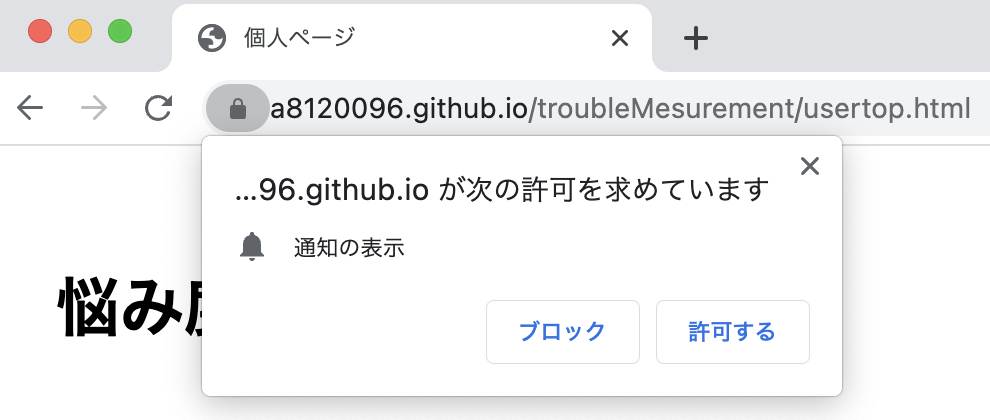 個人ページ
a8120096.github.io/troubleMesurement/usertop.html
...96.github.io が次の許可を求めています
通知の表示
悩み
ブロック 許可する